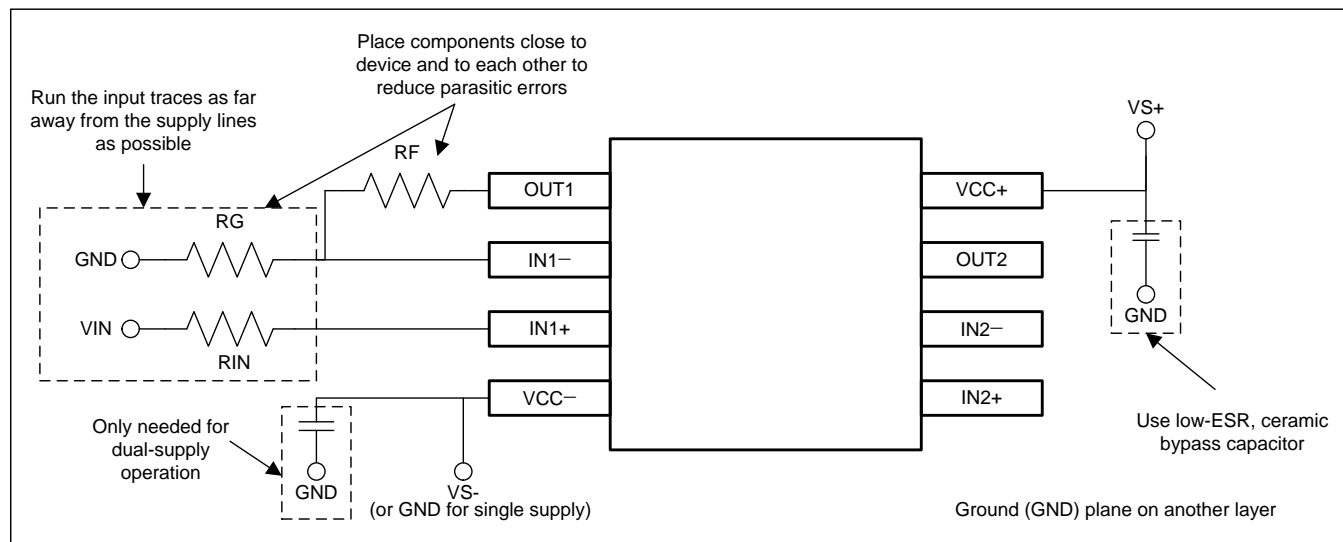 Place components close to
device and to each other to
reduce parasitic errors
Run the input traces as far
away from the supply lines
as possible
VS+
RF
OUT1
VCC+
RG
GND
IN1−
OUT2
GND
VIN
IN1+
IN2−
RIN
VCC−
IN2+
Only needed for
dual-supply
operation
Use low-ESR, ceramic
bypass capacitor
GND
VS-
(or GND for single supply)
Ground (GND) plane on another layer